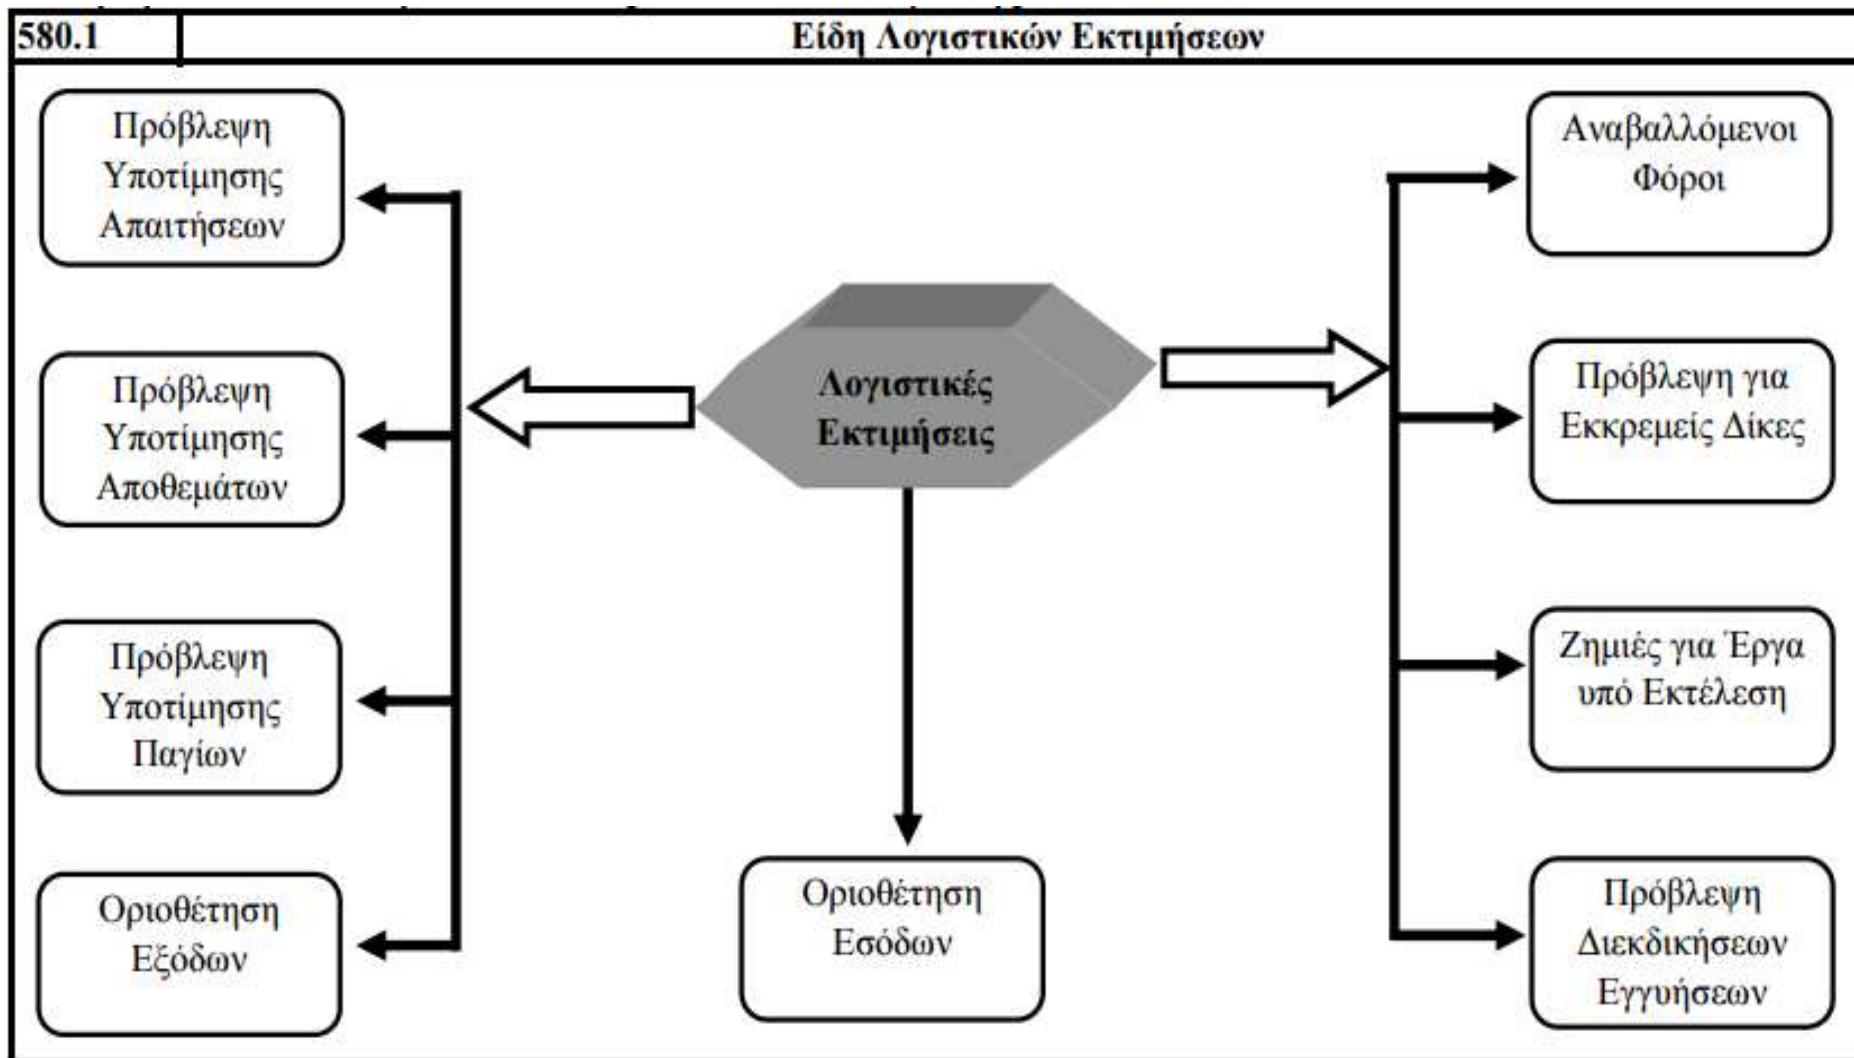 580.1
Είδη Λογιστικών Εκτιμήσεων
Πρόβλεψη
Υποτίμησης
Απαιτήσεων
Πρόβλεψη
Υποτίμησης
Αποθεμάτων
Πρόβλεψη
Υποτίμησης
Παγίων
Οριοθέτηση
Εξόδων
Λογιστικές
Εκτιμήσεις
Οριοθέτηση
Εσόδων
Αναβαλλόμενοι
Φόροι
Πρόβλεψη για
Εκκρεμείς Δίκες
Ζημιές για Έργα
υπό Εκτέλεση
Πρόβλεψη
Διεκδικήσεων
Εγγυήσεων